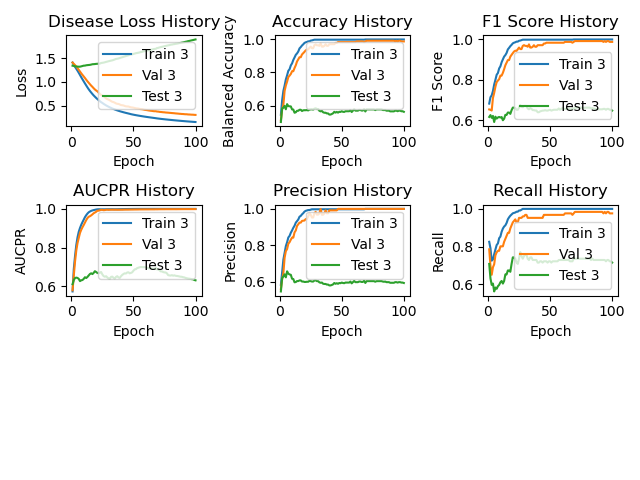 Disease Loss History
Loss
1.5
1.0
0.5
0
50
100
Epoch
Train 3
Val 3
Test 3
Accuracy History
Balanced Accuracy
1.0
0.8
0.6
0
50
100
Epoch
Train 3
Val 3
Test 3
F1 Score History
F1 Score
1.0
0.8
0.6
0
50
100
Epoch
Train 3
Val 3
Test 3
AUCPR History
AUCPR
1.0
0.8
0.6
0
50
100
Epoch
Train 3
Val 3
Test 3
Precision History
Precision
1.0
0.8
0.6
0
50
100
Epoch
Train 3
Val 3
Test 3
Recall History
Recall
1.0
0.8
0.6
0
50
100
Epoch
Train 3
Val 3
Test 3